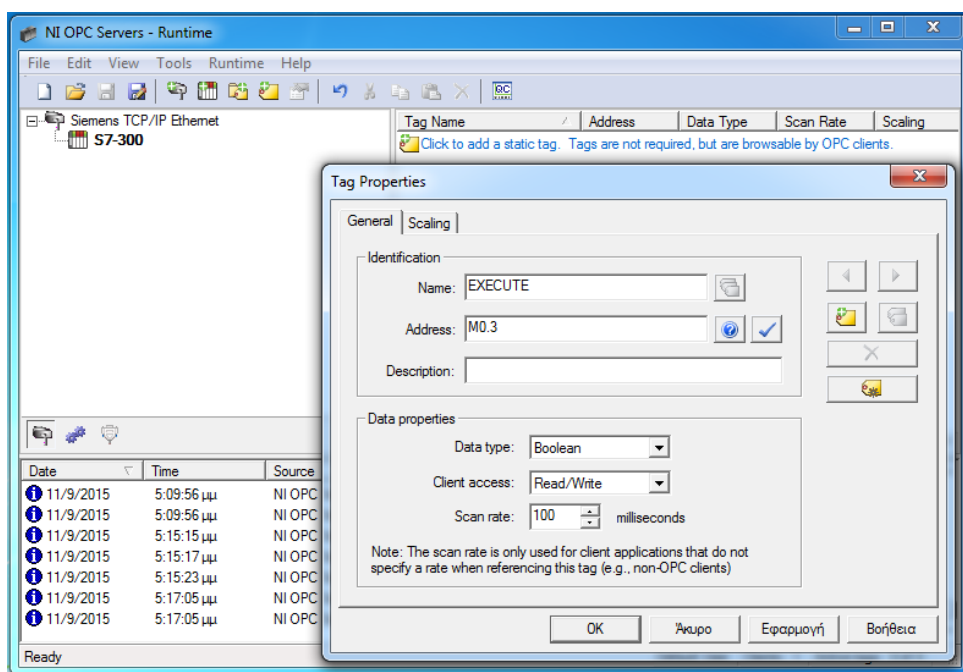 NI OPC Servers - Runtime
File Edit View Tools Runtime Help
QC
Siemens TCP/IP Ethernet
S7-300
Tag Name Address Data Type Scan Rate Scaling
Click to add a static tag. Tags are not required, but are browsable by OPC clients.
Tag Properties
General Scaling
Identification
Name: EXECUTE
Address: M0.3
Description:
Data properties
Data type: Boolean
Client access: Read/Write
Scan rate: 100 milliseconds
Note: The scan rate is only used for client applications that do not
specify a rate when referencing this tag (e.g., non-OPC clients)
OK Άκυρο Εφαρμογή Βοήθεια
Date Time Source
11/9/2015 5:09:56 μμ NI OPC
11/9/2015 5:09:56 μμ NI OPC
11/9/2015 5:15:15 μμ NI OPC
11/9/2015 5:15:17 μμ NI OPC
11/9/2015 5:15:23 μμ NI OPC
11/9/2015 5:17:05 μμ NI OPC
11/9/2015 5:17:05 μμ NI OPC
Ready